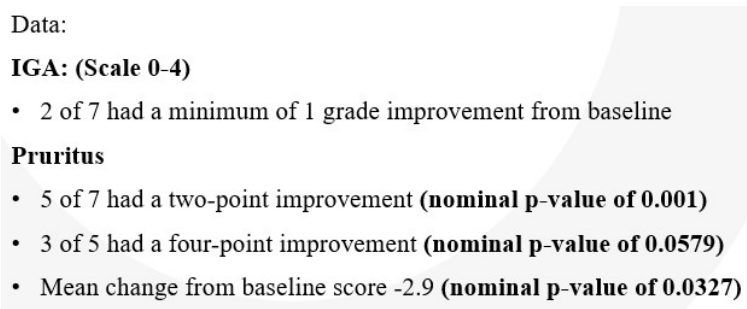 Data:
IGA: (Scale 0-4)
• 2 of 7 had a minimum of 1 grade improvement from baseline
Pruritus
• 5 of 7 had a two-point improvement (nominal p-value of 0.001)
• 3 of 5 had a four-point improvement (nominal p-value of 0.0579)
• Mean change from baseline score -2.9 (nominal p-value of 0.0327)